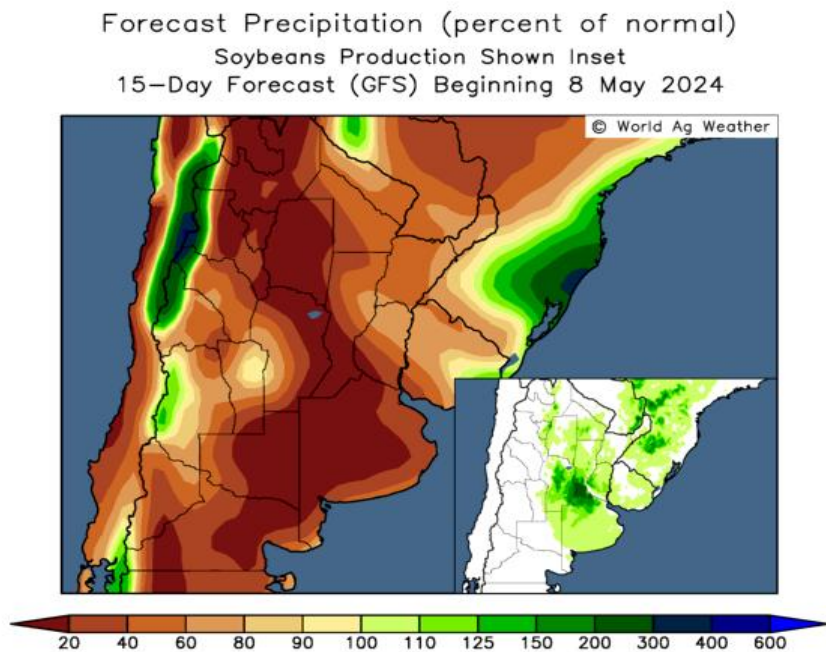 Forecast Precipitation (percent of normal)
Soybeans Production Shown Inset
15-Day Forecast (GFS) Beginning 8 May 2024
© World Ag Weather
20 40 60 80 90 100 110 125 150 200 300 400 600